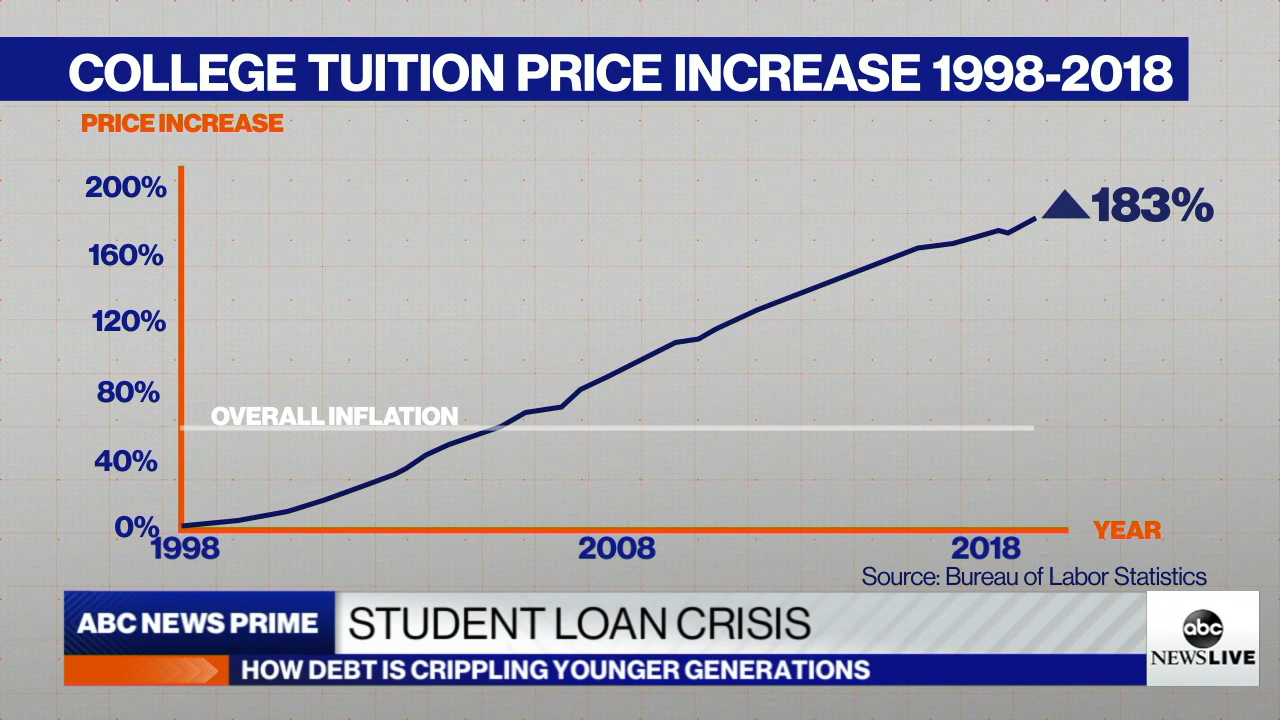 COLLEGE TUITION PRICE INCREASE 1998-2018
PRICE INCREASE
200%
183%
160%
120%
80%
OVERALL INFLATION
40%
0%
1998
2008
2018
YEAR
Source: Bureau of Labor Statistics
ABC NEWS PRIME
STUDENT LOAN CRISIS
HOW DEBT IS CRIPPLING YOUNGER GENERATIONS
abc
NEWSLIVE